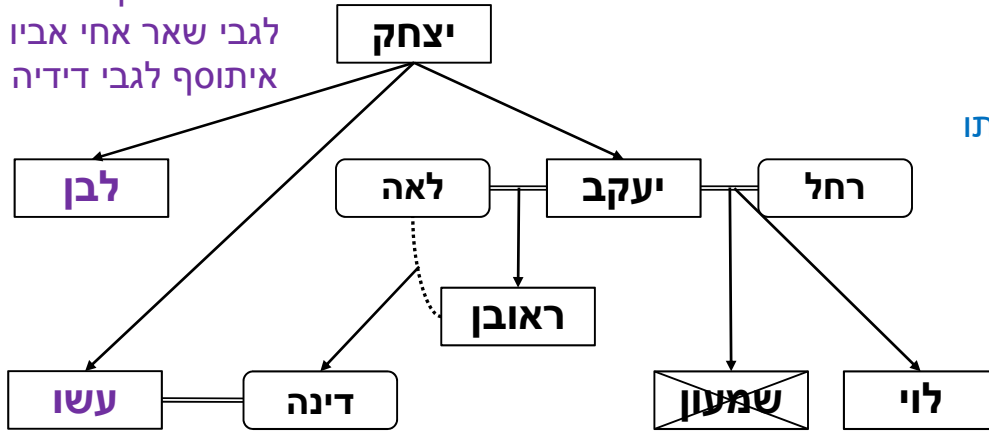 לגבי שאר אחי אביו
איתוסף לגבי דידיה
יצחק
לבן
לאה
יעקב
רחל
ראובן
עשו
דינה
שמעון
לוי